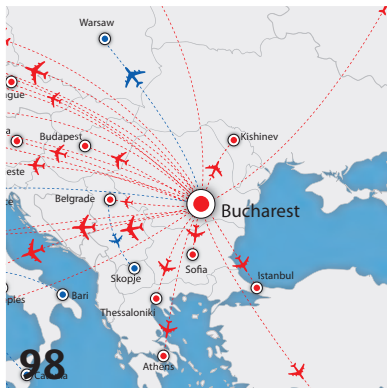 Warsaw
Kishinev
Budapest
Belgrade
Bucharest
Sofia
Skopje
Istanbul
Bari
Thessaloniki
Athens
98